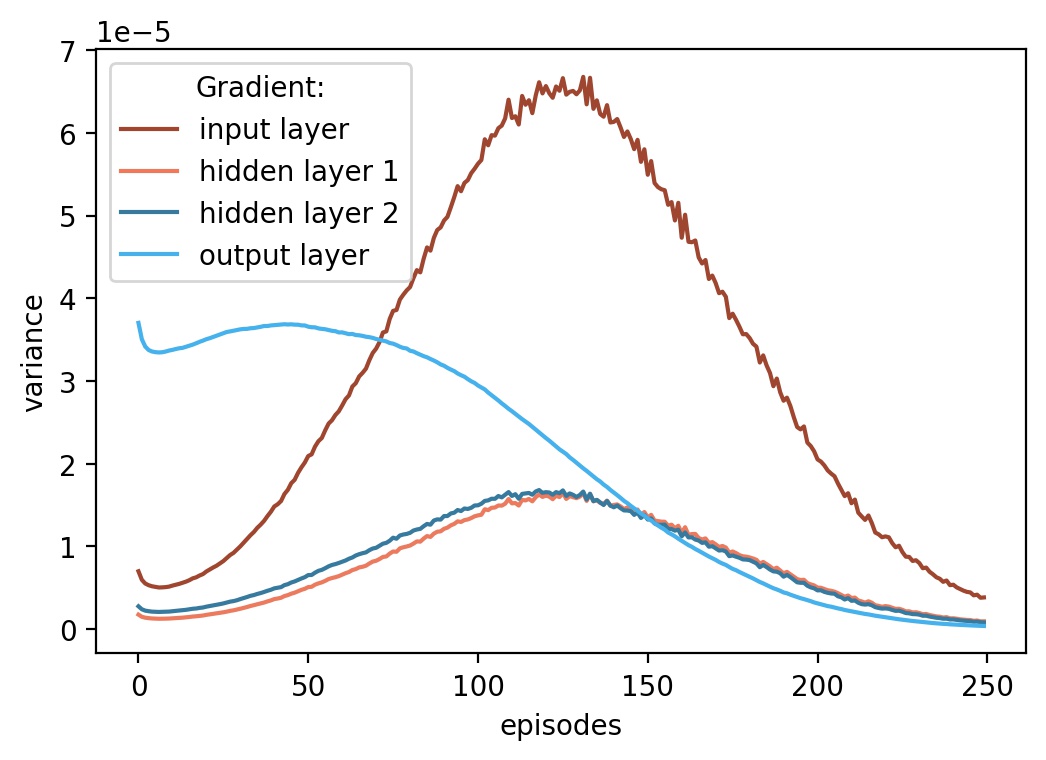 1e−5
7
6
5
4
3
2
1
0
variance
Gradient:
input layer
hidden layer 1
hidden layer 2
output layer
0 50 100 150 200 250
episodes